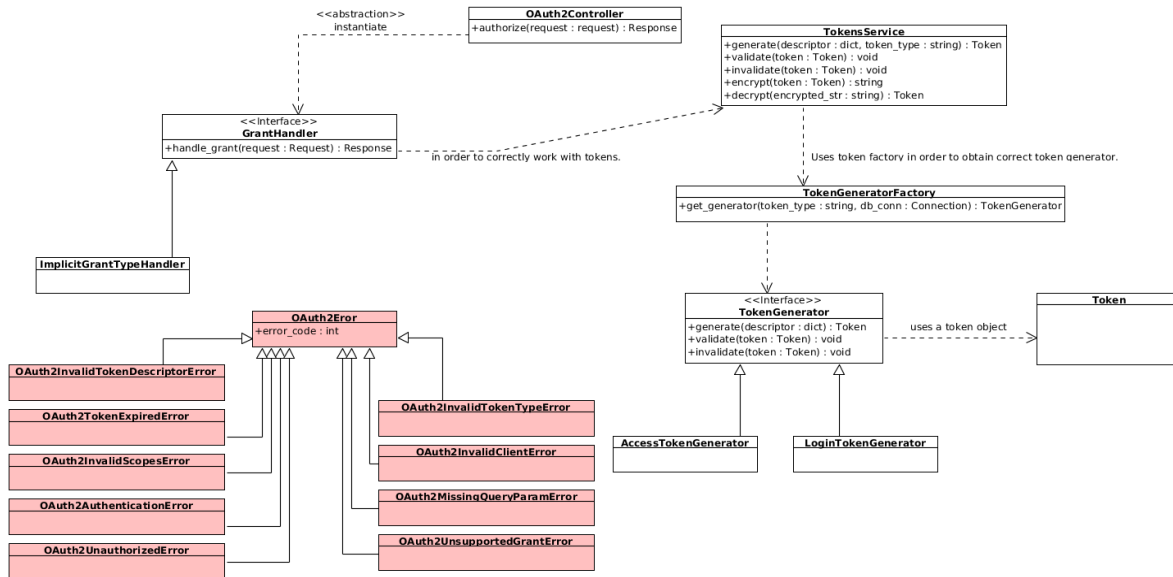 <<abstraction>>
instantiate
OAuth2Controller
+authorize(request : request) : Response
TokensService
+generate(descriptor : dict, token_type : string) : Token
+validate(token : Token) : void
+invalidate(token : Token) : void
+encrypt(token : Token) : string
+decrypt(encrypted_str : string) : Token
<<Interface>>
GrantHandler
+handle_grant(request : Request) : Response
in order to correctly work with tokens.
Uses token factory in order to obtain correct token generator.
TokenGeneratorFactory
+get_generator(token_type : string, db_conn : Connection) : TokenGenerator
ImplicitGrantTypeHandler
<<Interface>>
TokenGenerator
+generate(descriptor : dict) : Token
+validate(token : Token) : void
+invalidate(token : Token) : void
uses a token object
Token
OAuth2Eror
+error_code : int
OAuth2InvalidTokenDescriptorError
OAuth2TokenExpiredError
OAuth2InvalidScopesError
OAuth2AuthenticationError
OAuth2UnauthorizedError
OAuth2InvalidTokenTypeError
OAuth2InvalidClientError
OAuth2MissingQueryParamError
OAuth2UnsupportedGrantError
AccessTokenGenerator
LoginTokenGenerator